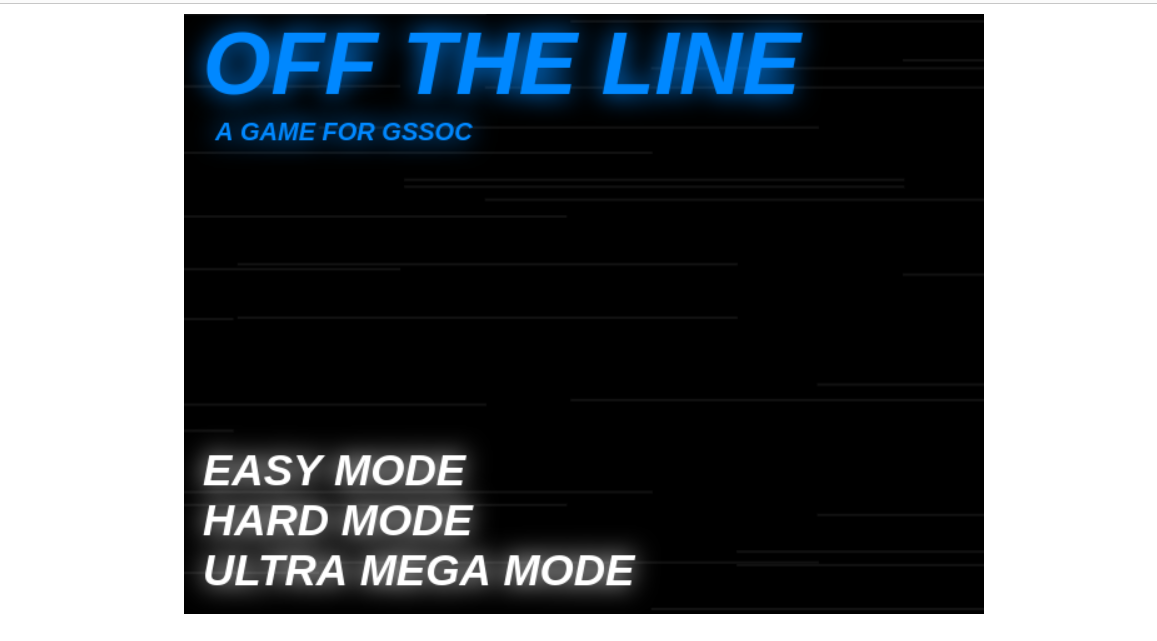 OFF THE LINE
A GAME FOR GSSOC
EASY MODE
HARD MODE
ULTRA MEGA MODE